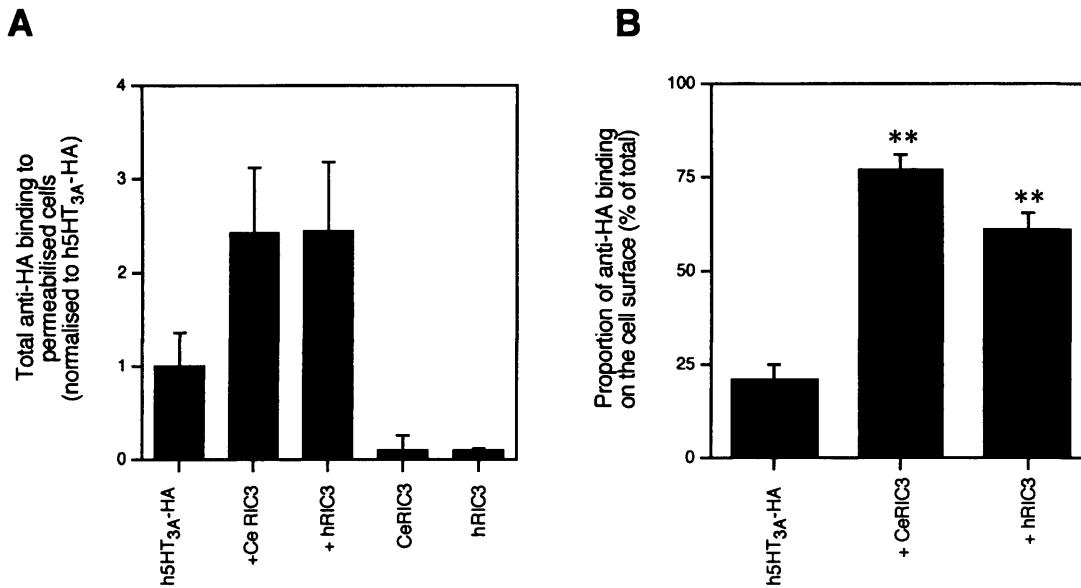 A
B
Total anti-HA binding to
permeabilised cells
(normalised to h5HT3A-HA)
4
3
2
1
0
h5HT3A-HA
+Ce RIC3
+ hRIC3
CeRIC3
hRIC3
Proportion of anti-HA binding
on the cell surface (% of total)
100
75
50
25
0
**
**
h5HT3A-HA
+ CeRIC3
+ hRIC3